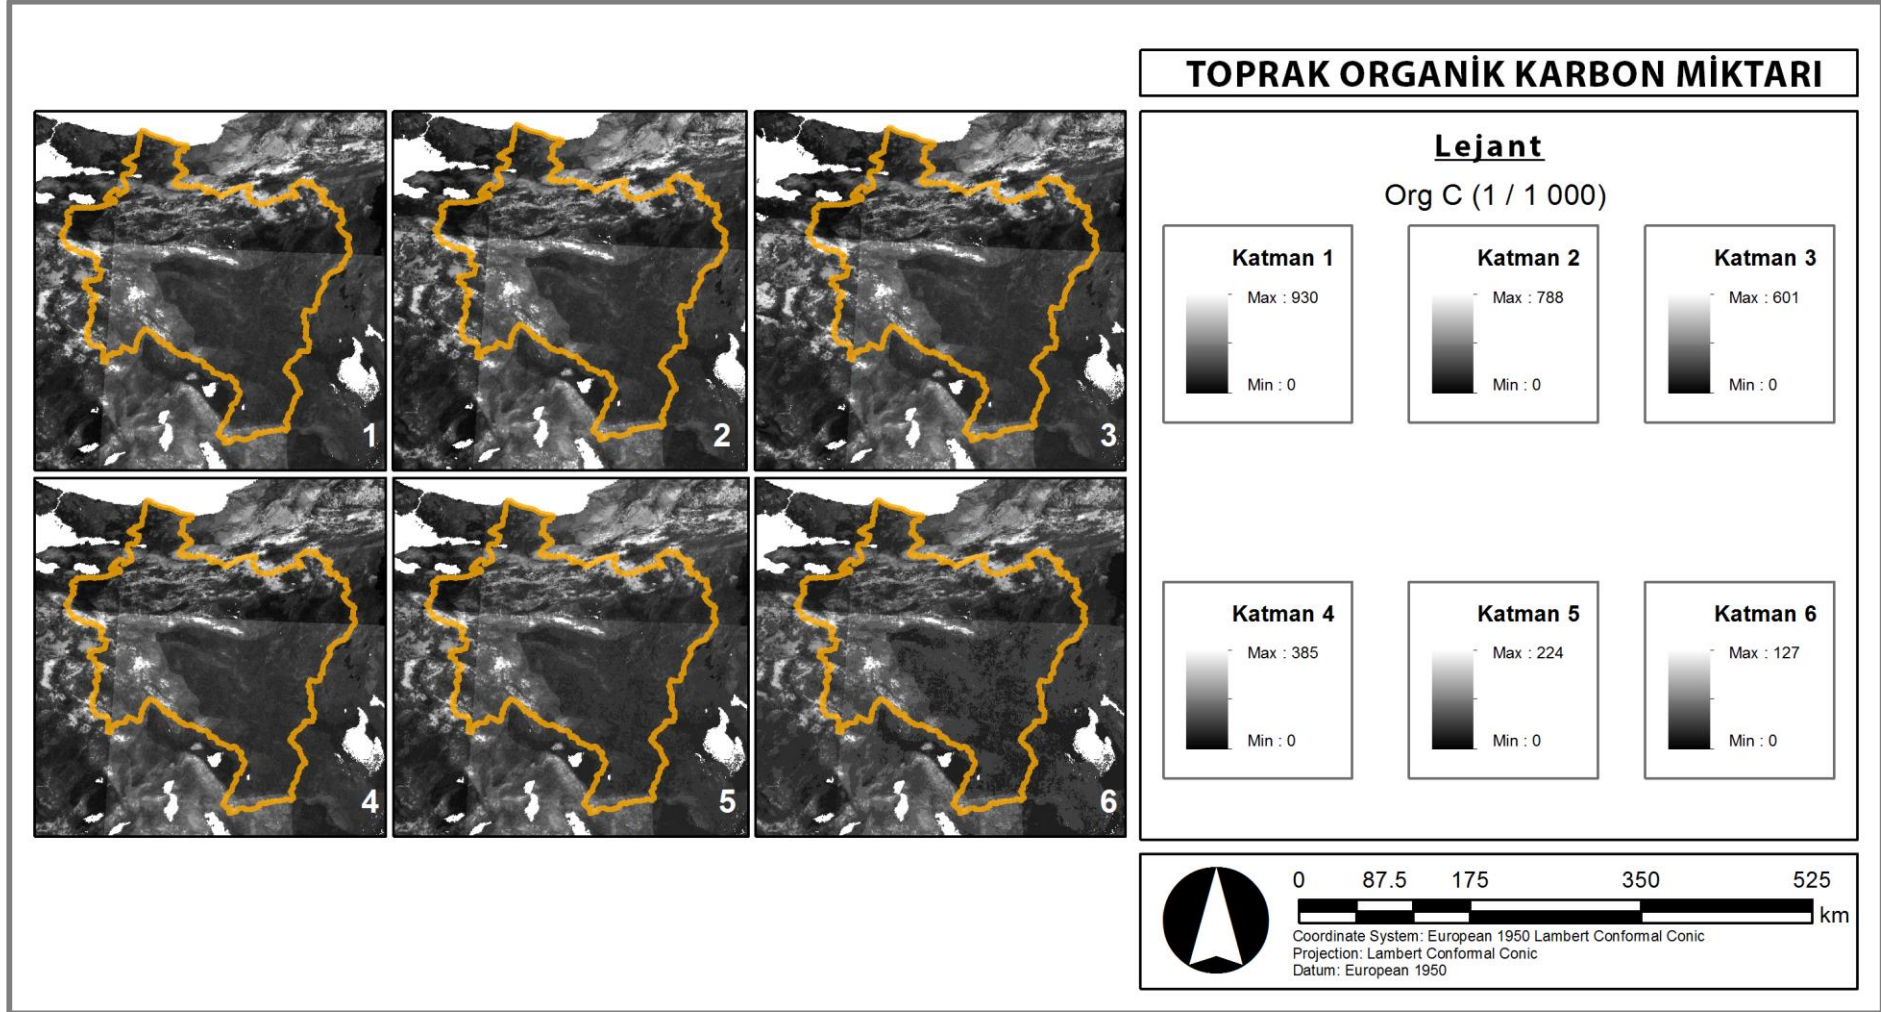 TOPRAK ORGANİK KARBON MİKTARI
1
2
3
4
5
6
Lejant
Org C (1 / 1 000)
Katman 1
Max : 930
Min : 0
Katman 2
Max : 788
Min : 0
Katman 3
Max : 601
Min : 0
Katman 4
Max : 385
Min : 0
Katman 5
Max : 224
Min : 0
Katman 6
Max : 127
Min : 0
0 87.5 175 350 525
km
Coordinate System: European 1950 Lambert Conformal Conic
Projection: Lambert Conformal Conic
Datum: European 1950